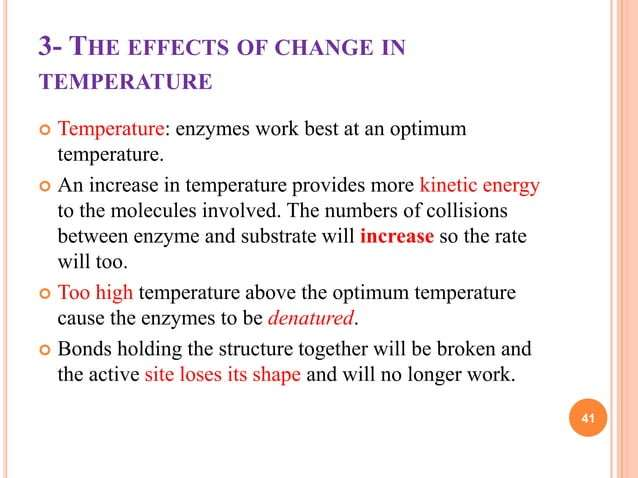 3- THE EFFECTS OF CHANGE IN
TEMPERATURE
Temperature: enzymes work best at an optimum
temperature.
An increase in temperature provides more kinetic energy
to the molecules involved. The numbers of collisions
between enzyme and substrate will increase so the rate
will too.
Too high temperature above the optimum temperature
cause the enzymes to be denatured.
Bonds holding the structure together will be broken and
the active site loses its shape and will no longer work.
41